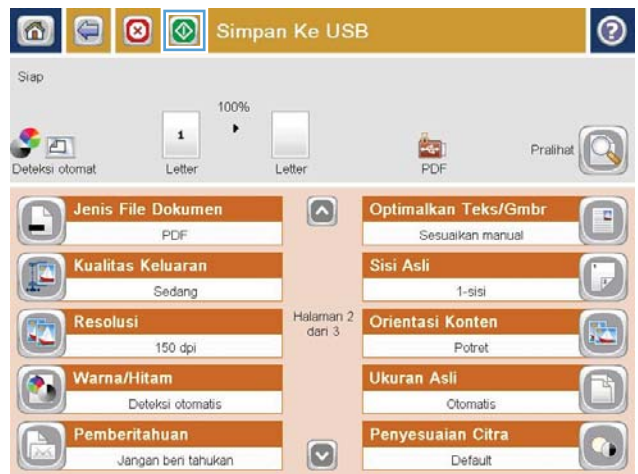 Simpan Ke USB
Siap
100%
1
Deteksi otomat
Letter
Letter
PDF
Pralihat
Jenis File Dokumen
PDF
Optimalkan Teks/Gmbr
Sesuaikan manual
Kualitas Keluaran
Sedang
Sisi Asli
1-sisi
Resolusi
150 dpi
Halaman 2
dari 3
Orientasi Konten
Potret
Warna/Hitam
Deteksi otomatis
Ukuran Asli
Otomatis
Pemberitahuan
Jangan beri tahukan
Penyesuaian Citra
Default